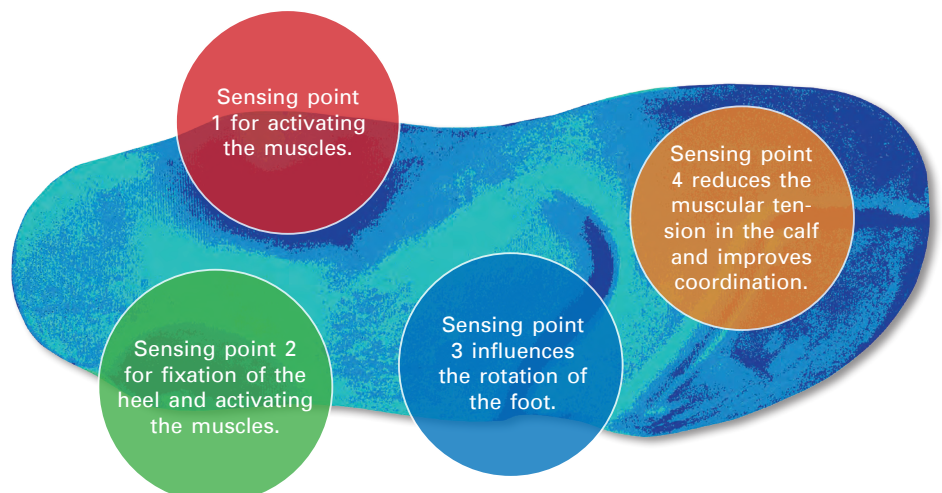 Sensing point
1 for activating
the muscles.
Sensing point 2
for fixation of the
heel and activating
the muscles.
Sensing point
3 influences
the rotation of
the foot.
Sensing point
4 reduces the
muscular ten-
sion in the calf
and improves
coordination.